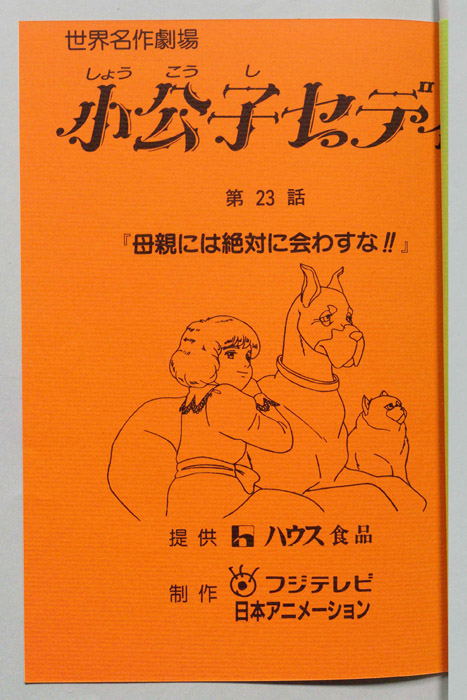 世界名作劇場
しょう こう し
小公子セディ
第 23 話
『母親には絶対に会わすな!!』
提供 ハウス食品
制作 フジテレビ
日本アニメーション